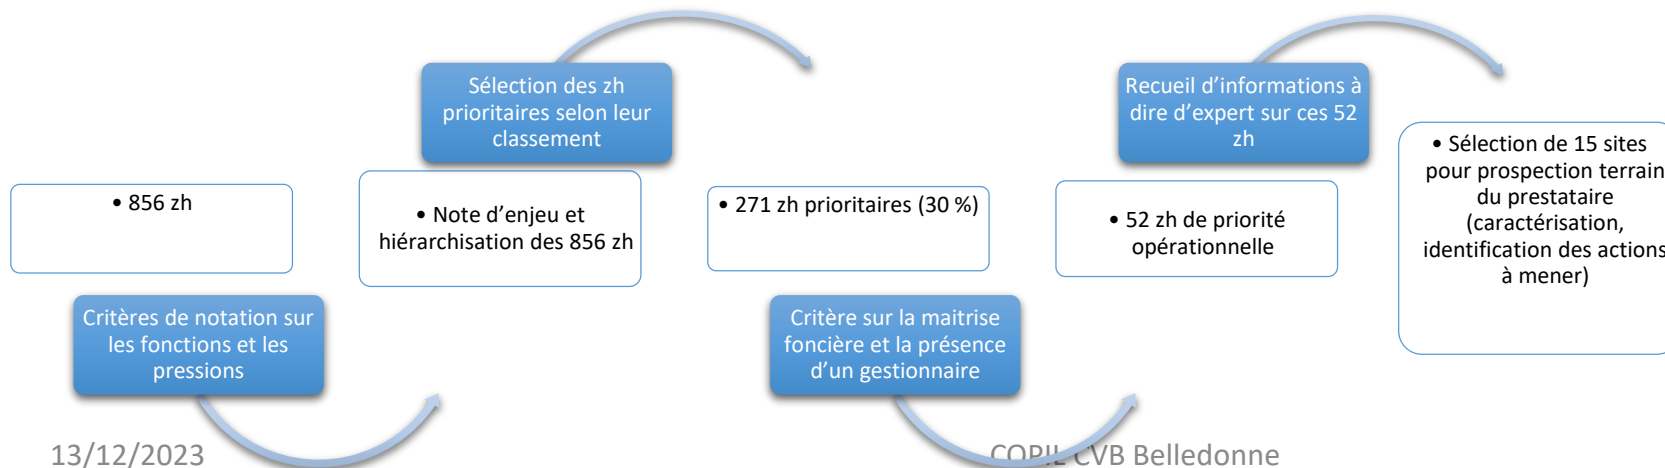 • 856 zh
Critères de notation sur
les fonctions et les
pressions
• Note d’enjeu et
hiérarchisation des 856 zh
Sélection des zh
prioritaires selon leur
classement
• 271 zh prioritaires (30 %)
Critère sur la maitrise
foncière et la présence
d’un gestionnaire
• 52 zh de priorité
opérationnelle
Recueil d’informations à
dire d’expert sur ces 52
zh
• Sélection de 15 sites
pour prospection terrain
du prestataire
(caractérisation,
identification des actions
à mener)
13/12/2023
COPIL CVB Belledonne